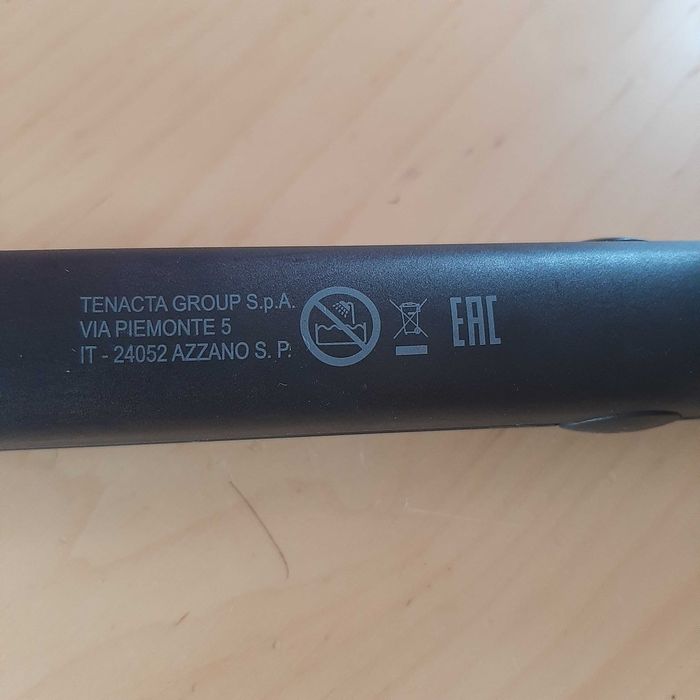 TENACTA GROUP S.p.A.
VIA PIEMONTE 5
IT - 24052 AZZANO S. P.
EAC